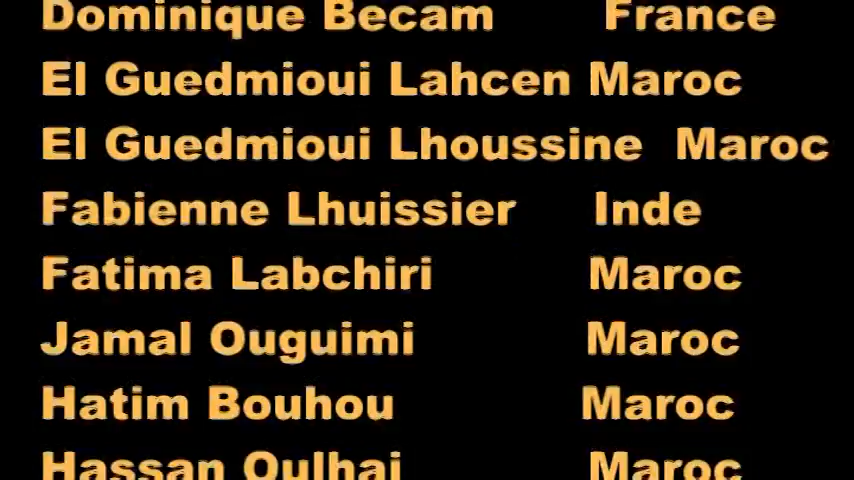 Dominique Becam France
El Guedmioui Lahcen Maroc
El Guedmioui Lhoussine Maroc
Fabienne Lhuissier Inde
Fatima Labchiri Maroc
Jamal Ouguimi Maroc
Hatim Bouhou Maroc
Hassan Oulhaj Maroc